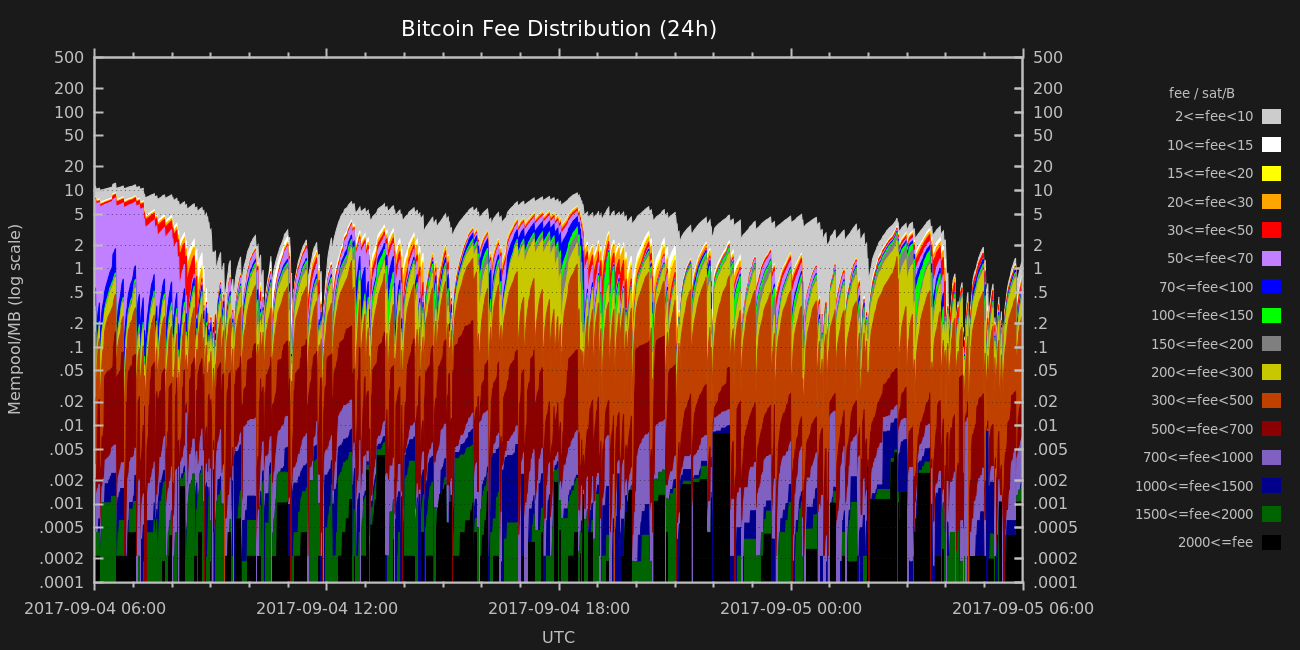 Bitcoin Fee Distribution (24h)
Mempool/MB (log scale)
500
200
100
50
20
10
5
2
1
.5
.2
.1
.05
.02
.01
.005
.002
.001
.0005
.0002
.0001
500
200
100
50
20
10
5
2
1
.5
.2
.1
.05
.02
.01
.005
.002
.001
.0005
.0002
.0001
2017-09-04 06:00
2017-09-04 12:00
2017-09-04 18:00
2017-09-05 00:00
2017-09-05 06:00
UTC
fee / sat/B
2<=fee<10
10<=fee<15
15<=fee<20
20<=fee<30
30<=fee<50
50<=fee<70
70<=fee<100
100<=fee<150
150<=fee<200
200<=fee<300
300<=fee<500
500<=fee<700
700<=fee<1000
1000<=fee<1500
1500<=fee<2000
2000<=fee